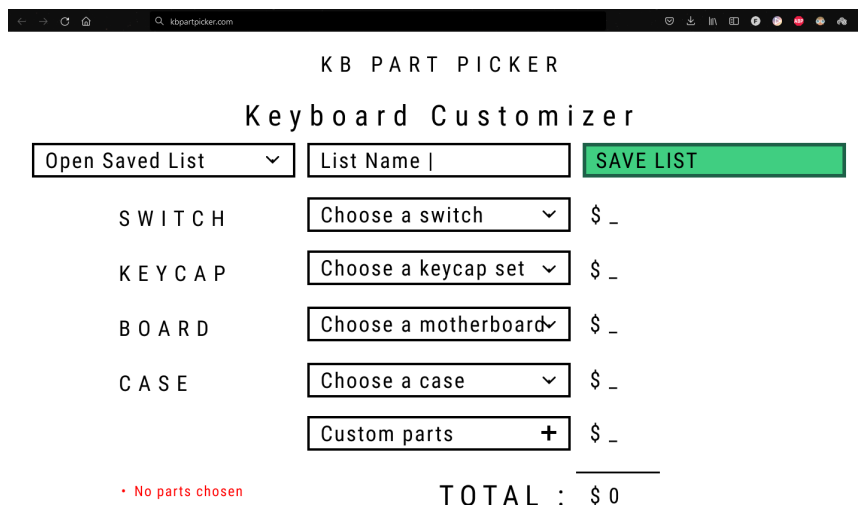 kbpartpicker.com
KB PART PICKER
Keyboard Customizer
Open Saved List
List Name |
SAVE LIST
SWITCH
Choose a switch
$ _
KEYCAP
Choose a keycap set
$ _
BOARD
Choose a motherboard
$ _
CASE
Choose a case
$ _
Custom parts
+
$ _
• No parts chosen
TOTAL :
$ 0